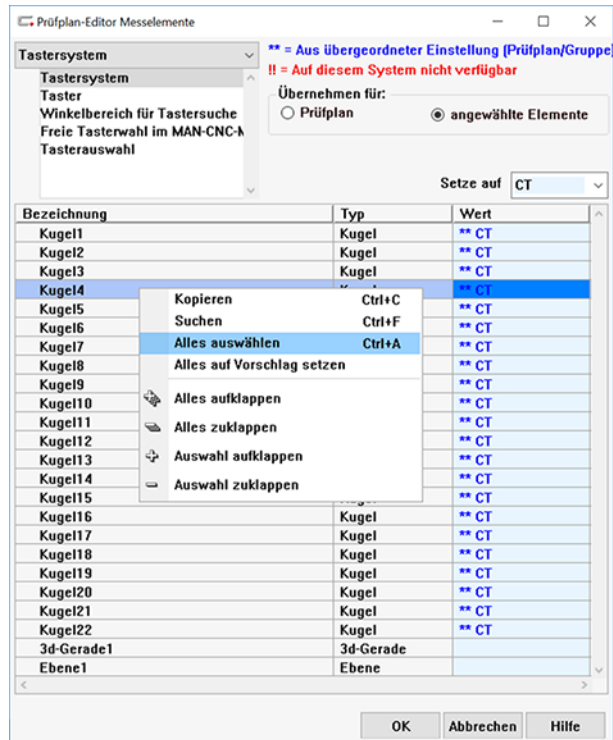 Prüfplan-Editor Messelemente
Tastersystem
** = Aus übergeordneter Einstellung (Prüfplan/Gruppe)
!! = Auf diesem System nicht verfügbar
Tastersystem
Taster
Winkelbereich für Tastersuche
Freie Tasterwahl im MAN-CNC-M
Tasterauswahl
Übernehmen für:
Prüfplan
angewählte Elemente
Setze auf CT
Bezeichnung Typ Wert
Kugel1 Kugel ** CT
Kugel2 Kugel ** CT
Kugel3 Kugel ** CT
Kugel4 ** CT
Kugel5 ** CT
Kugel6 ** CT
Kugel7 ** CT
Kugel8 ** CT
Kugel9 ** CT
Kugel10 ** CT
Kugel11 ** CT
Kugel12 ** CT
Kugel13 ** CT
Kugel14 ** CT
Kugel15 ** CT
Kugel16 Kugel ** CT
Kugel17 Kugel ** CT
Kugel18 Kugel ** CT
Kugel19 Kugel ** CT
Kugel20 Kugel ** CT
Kugel21 Kugel ** CT
Kugel22 Kugel ** CT
3d-Gerade1 3d-Gerade
Ebene1 Ebene
Kopieren Ctrl+C
Suchen Ctrl+F
Alles auswählen Ctrl+A
Alles auf Vorschlag setzen
Alles aufklappen
Alles zuklappen
Auswahl aufklappen
Auswahl zuklappen
OK Abbrechen Hilfe